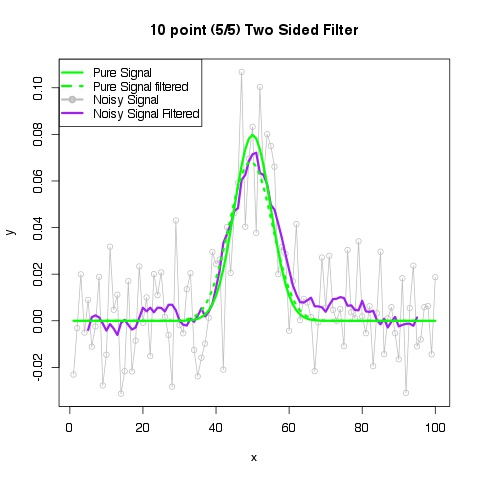 10 point (5/5) Two Sided Filter
Pure Signal
Pure Signal filtered
Noisy Signal
Noisy Signal Filtered
0.10
0.08
0.06
0.04
0.02
0.00
-0.02
y
0 20 40 60 80 100
x